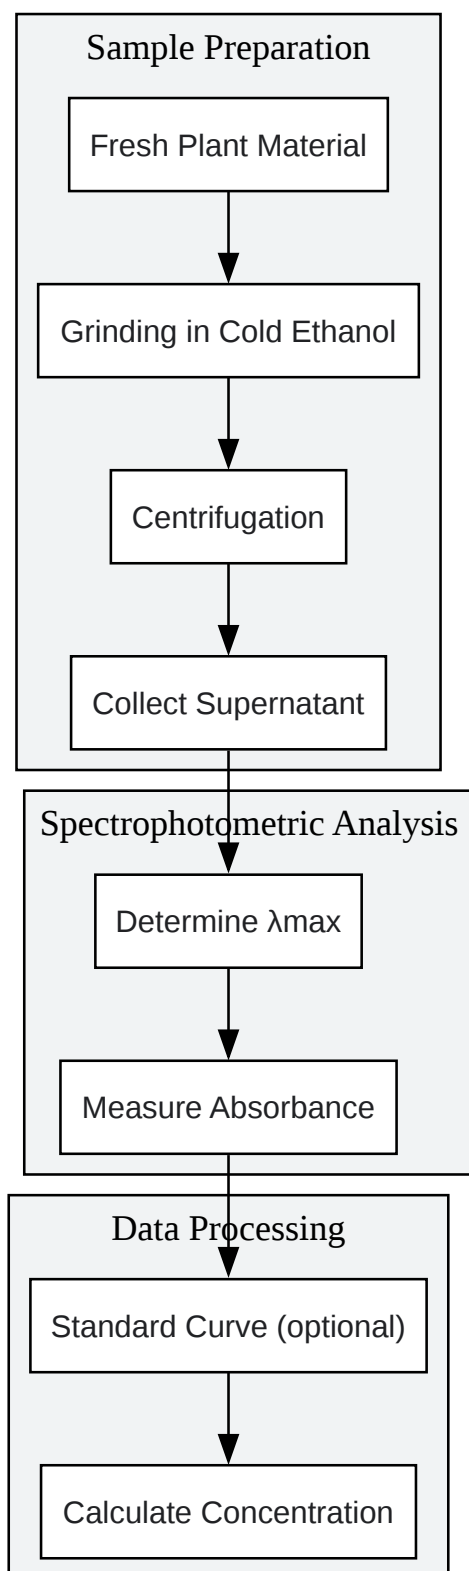 Sample Preparation
Fresh Plant Material
Grinding in Cold Ethanol
Centrifugation
Collect Supernatant
Spectrophotometric Analysis
Determine λmax
Measure Absorbance
Data Processing
Standard Curve (optional)
Calculate Concentration